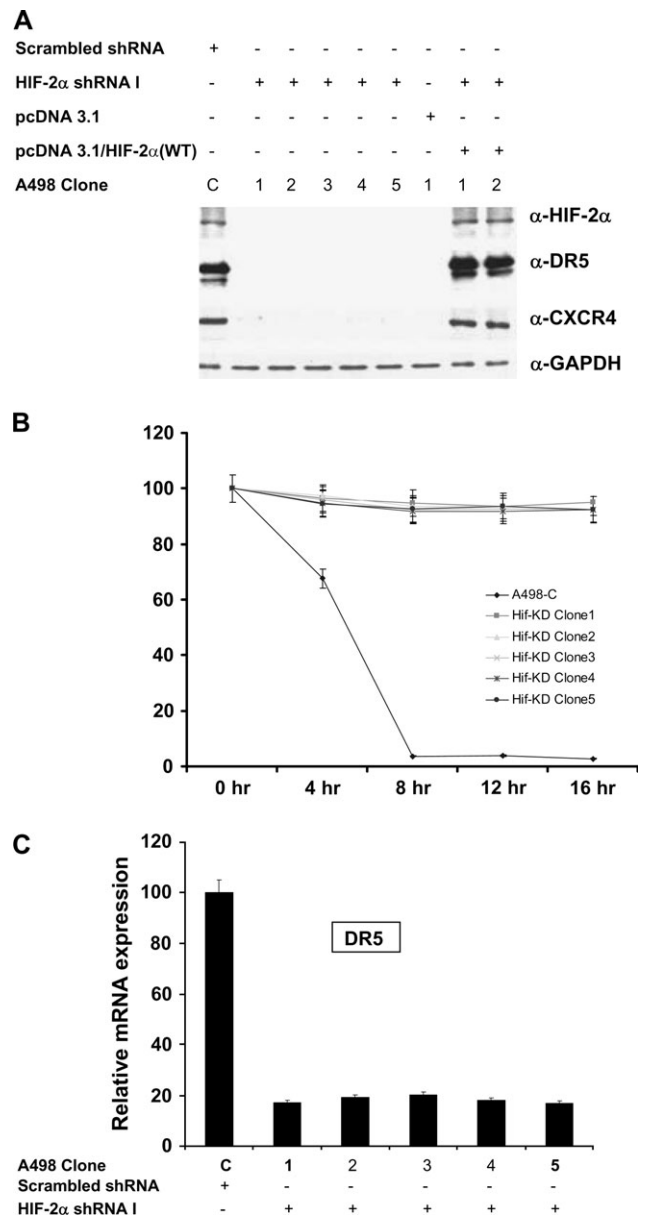 A
Scrambled shRNA + - - - - - - - -
HIF-2α shRNA I - + + + + + - + +
pcDNA 3.1 - - - - - - + - -
pcDNA 3.1/HIF-2α(WT) - - - - - - - + +
A498 Clone C 1 2 3 4 5 1 1 2
α-HIF-2α
α-DR5
α-CXCR4
α-GAPDH
B
120
100
80
60
40
20
0
A498-C
Hif-KD Clone1
Hif-KD Clone2
Hif-KD Clone3
Hif-KD Clone4
Hif-KD Clone5
0 hr 4 hr 8 hr 12 hr 16 hr
C
Relative mRNA expression
120
100
80
60
40
20
0
DR5
A498 Clone C 1 2 3 4 5
Scrambled shRNA + - - - - -
HIF-2α shRNA I - + + + + +